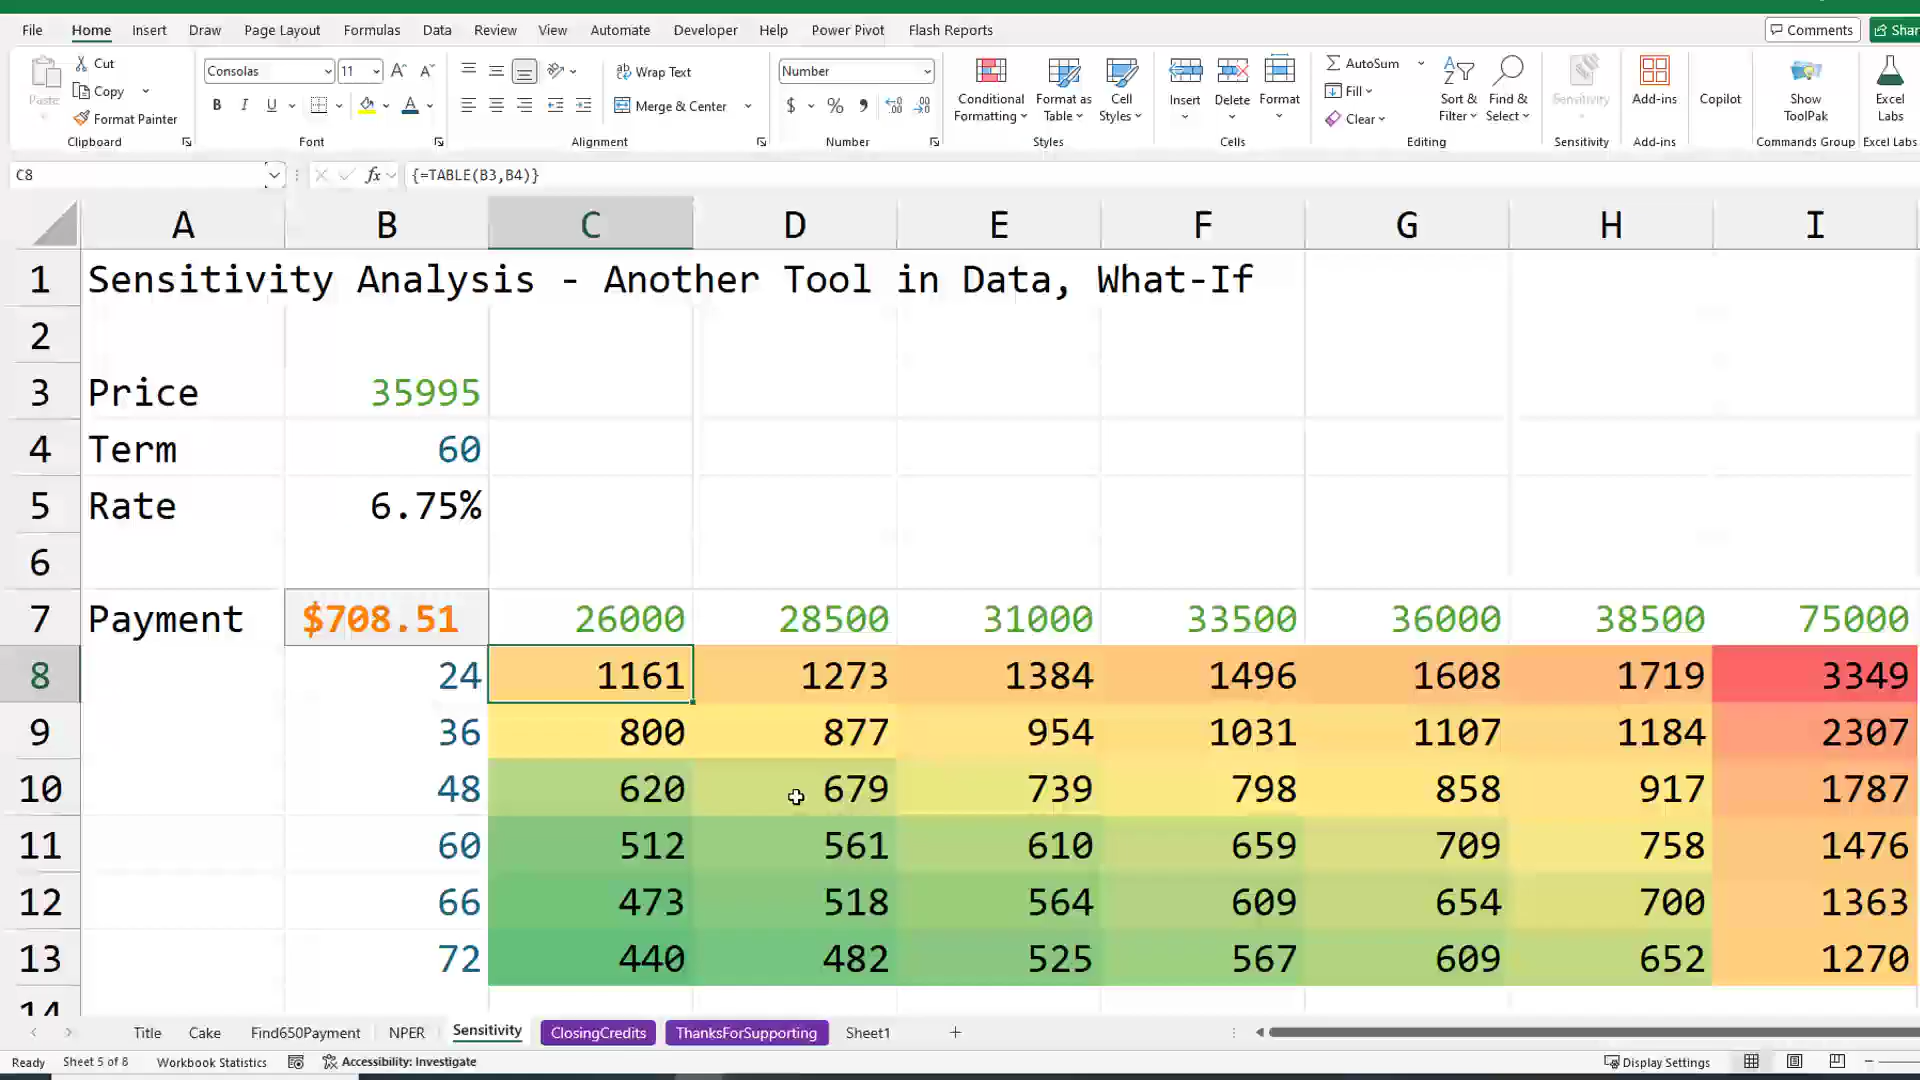 File Home Insert Draw Page Layout Formulas Data Review View Automate Developer Help Power Pivot Flash Reports Comments
Paste Cut Copy Format Painter Clipboard
Consolas 11 B I U Font
Wrap Text Merge & Center Alignment
Number $ % Number
Conditional Formatting Format as Table Cell Styles Styles
Insert Delete Format Cells
AutoSum Fill Clear Sort & Filter Find & Select Editing
Sensitivity Sensitivity
Add-ins Add-ins
Copilot
Show ToolPak Commands Group
Excel Labs Excel Labs
C8 fx {=TABLE(B3,B4)}
A B C D E F G H I
1 Sensitivity Analysis - Another Tool in Data, What-If
2
3 Price 35995
4 Term 60
5 Rate 6.75%
6
7 Payment $708.51 26000 28500 31000 33500 36000 38500 75000
8 24 1161 1273 1384 1496 1608 1719 3349
9 36 800 877 954 1031 1107 1184 2307
10 48 620 679 739 798 858 917 1787
11 60 512 561 610 659 709 758 1476
12 66 473 518 564 609 654 700 1363
13 72 440 482 525 567 609 652 1270
14
Title Cake Find650Payment NPER Sensitivity ClosingCredits ThanksForSupporting Sheet1
Ready Sheet 5 of 8 Workbook Statistics Accessibility: Investigate Display Settings